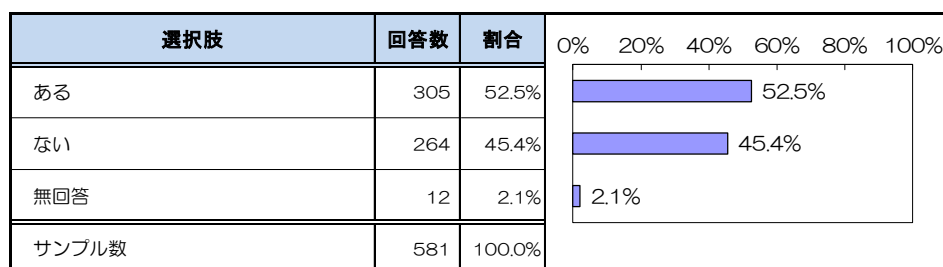 選択肢 回答数 割合
0% 20% 40% 60% 80% 100%
ある 305 52.5% 52.5%
ない 264 45.4% 45.4%
無回答 12 2.1% 2.1%
サンプル数 581 100.0%